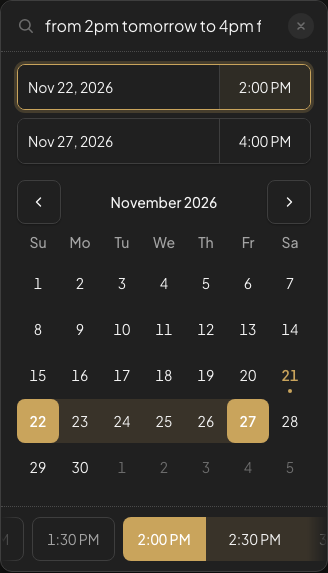 from 2pm tomorrow to 4pm f
Nov 22, 2026 2:00 PM
Nov 27, 2026 4:00 PM
November 2026
Su Mo Tu We Th Fr Sa
1 2 3 4 5 6 7
8 9 10 11 12 13 14
15 16 17 18 19 20 21
22 23 24 25 26 27 28
29 30 1 2 3 4 5
1:30 PM 2:00 PM 2:30 PM